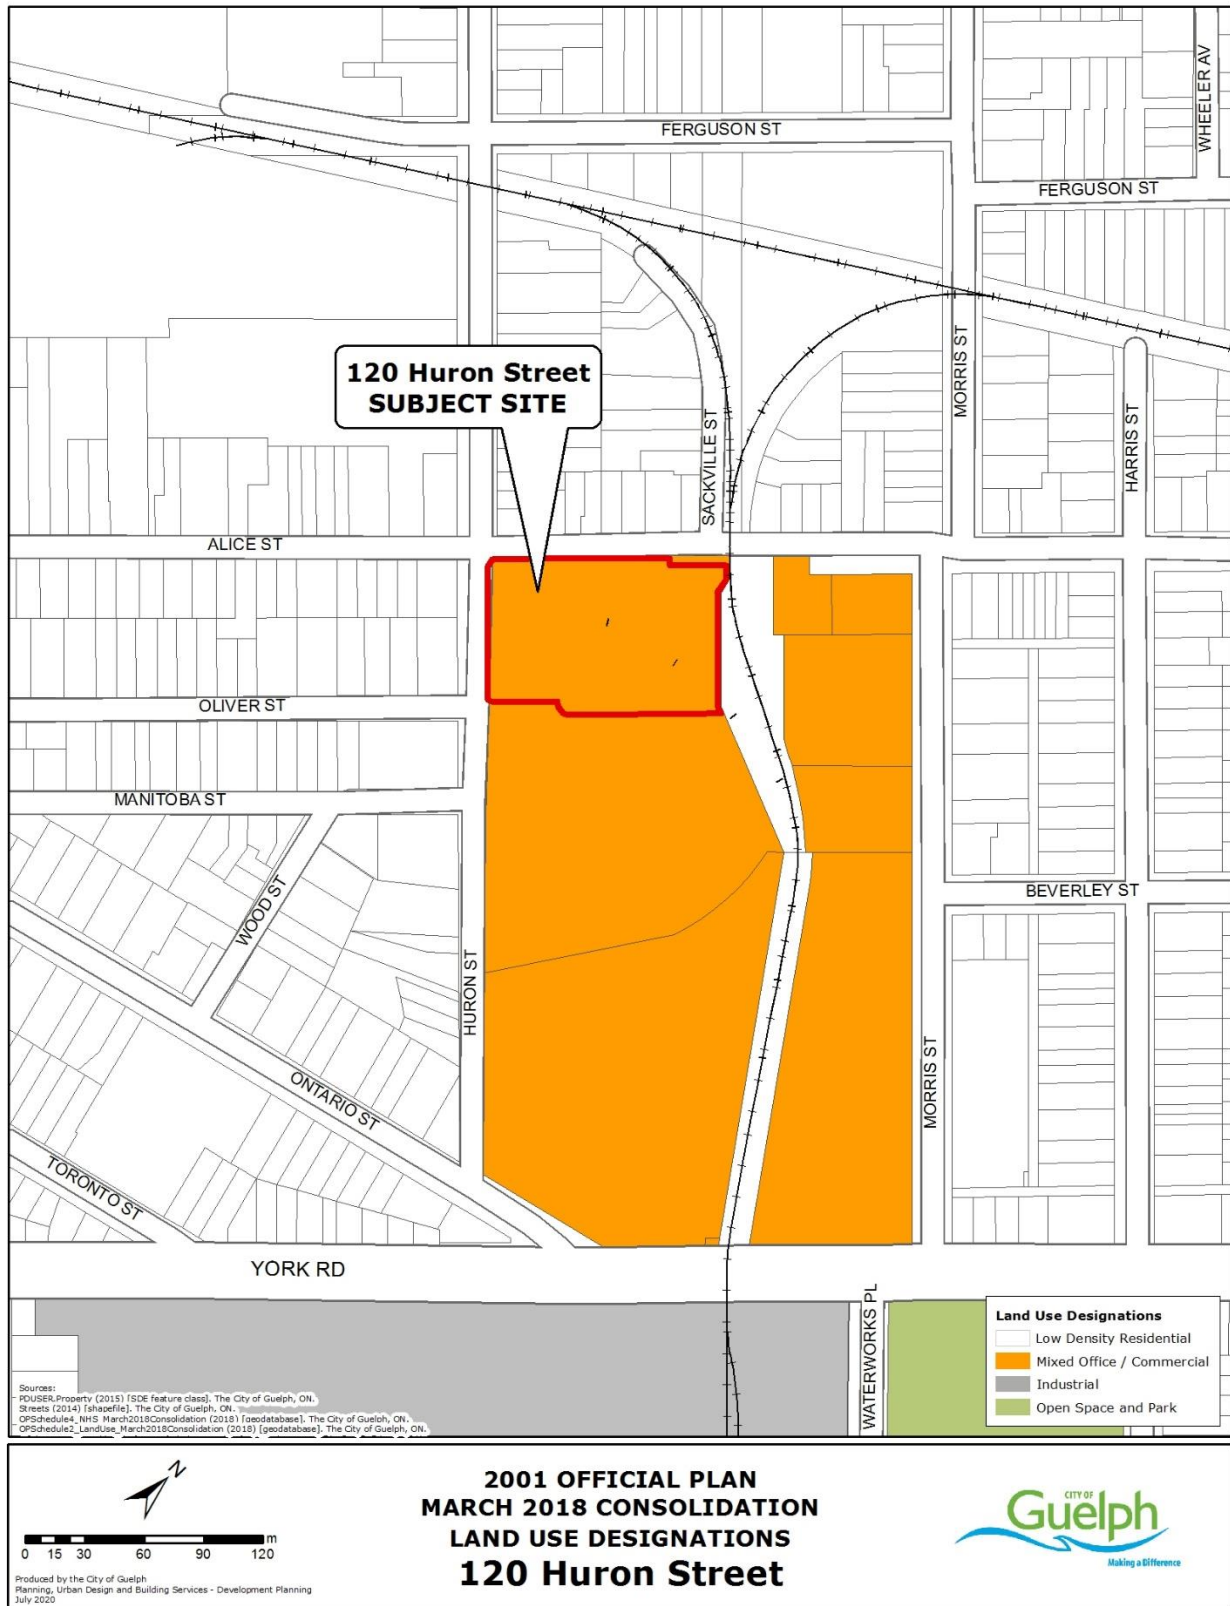 FERGUSON ST
WHEELER AV
FERGUSON ST
120 Huron Street
SUBJECT SITE
SACKVILLE ST
MORRIS ST
HARRIS ST
ALICE ST
OLIVER ST
MANITOBA ST
WOOD ST
HURON ST
BEVERLEY ST
ONTARIO ST
MORRIS ST
TORONTO ST
YORK RD
WATERWORKS PL
Land Use Designations
Low Density Residential
Mixed Office / Commercial
Industrial
Open Space and Park
Sources:
PDUSER.Property (2015) [SDE feature class]. The City of Guelph, ON.
Streets (2014) [shapefile]. The City of Guelph, ON.
OPSchedule4_NHS_March2018Consolidation (2018) [geodatabase]. The City of Guelph, ON.
OPSchedule2_LandUse_March2018Consolidation (2018) [geodatabase]. The City of Guelph, ON.
N
m
0 15 30 60 90 120
Produced by the City of Guelph
Planning, Urban Design and Building Services - Development Planning
July 2020
2001 OFFICIAL PLAN
MARCH 2018 CONSOLIDATION
LAND USE DESIGNATIONS
120 Huron Street
CITY OF
Guelph
Making a Difference